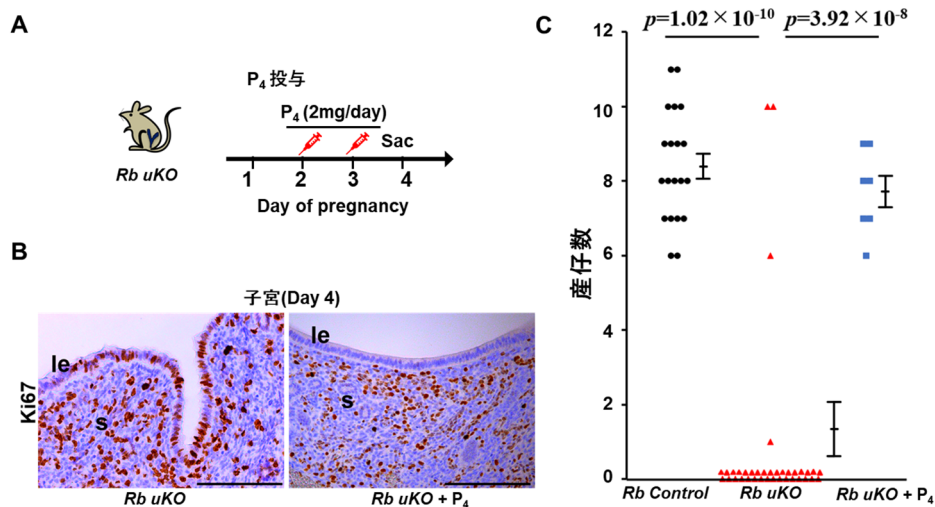 A
P₄ 投与
P₄ (2mg/day)
Sac
Rb uKO
1 2 3 4
Day of pregnancy
B
子宮(Day 4)
Ki67
le
s
le
s
Rb uKO
Rb uKO + P₄
C
p=1.02×10⁻¹⁰
p=3.92×10⁻⁸
産仔数
12
10
8
6
4
2
0
Rb Control
Rb uKO
Rb uKO + P₄